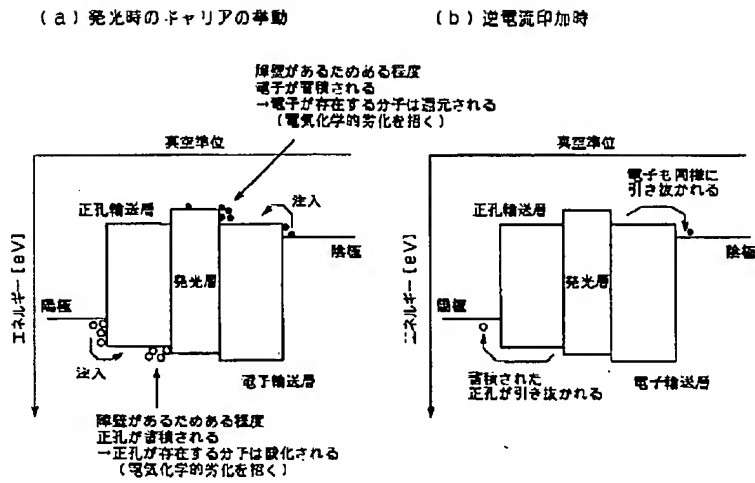 (a) 発光時のキャリアの挙動
(b) 逆電流印加時
障壁があるためある程度
電子が蓄積される
→電子が存在する分子は還元される
(電気化学的劣化を招く)
真空準位
正孔輸送層
注入
陰極
発光層
陽極
エネルギー[eV]
注入
電子輸送層
障壁があるためある程度
正孔が蓄積される
→正孔が存在する分子は酸化される
(電気化学的劣化を招く)
真空準位
電子も同様に
引き抜かれる
正孔輸送層
陰極
発光層
陽極
エネルギー[eV]
蓄積された
正孔が引き抜かれる
電子輸送層